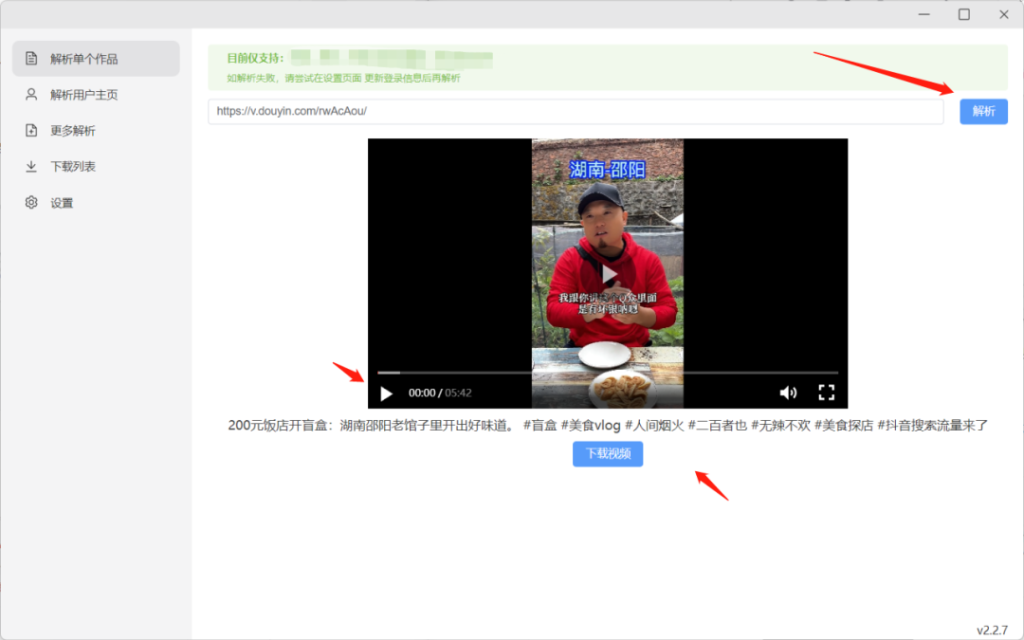 解析单个作品
解析用户主页
更多解析
下载列表
设置
目前仅支持：
如解析失败，请尝试在设置页面 更新登录信息后再解析
https://v.douyin.com/rwAcAou/
解析
湖南-邵阳
我跟你 里面
00:00 / 05:42
200元饭店开盲盒：湖南邵阳老馆子里开出好味道。 #盲盒 #美食vlog #人间烟火 #二百者也 #无辣不欢 #美食探店 #抖音搜索流量来了
下载视频
v2.2.7